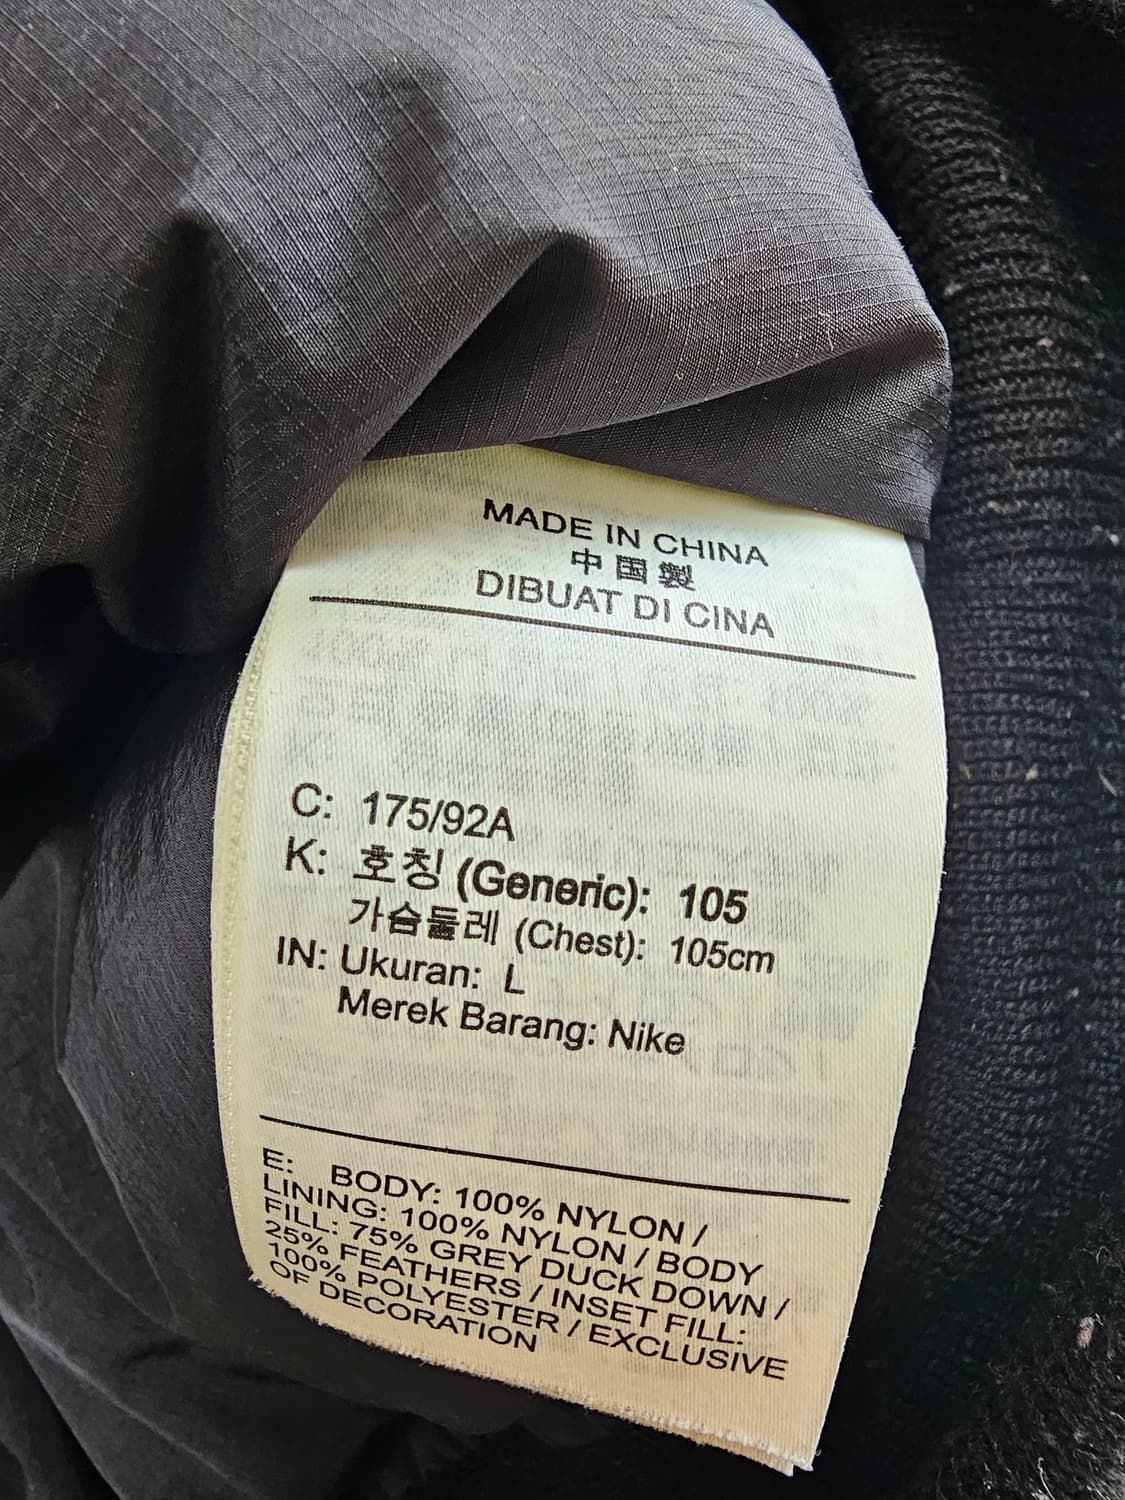 MADE IN CHINA
中国製
DIBUAT DI CINA
C: 175/92A
K: 호칭 (Generic): 105
가슴둘레 (Chest): 105cm
IN: Ukuran: L
Merek Barang: Nike
E: BODY: 100% NYLON /
LINING: 100% NYLON / BODY
FILL: 75% GREY DUCK DOWN /
25% FEATHERS / INSET FILL:
100% POLYESTER / EXCLUSIVE
OF DECORATION